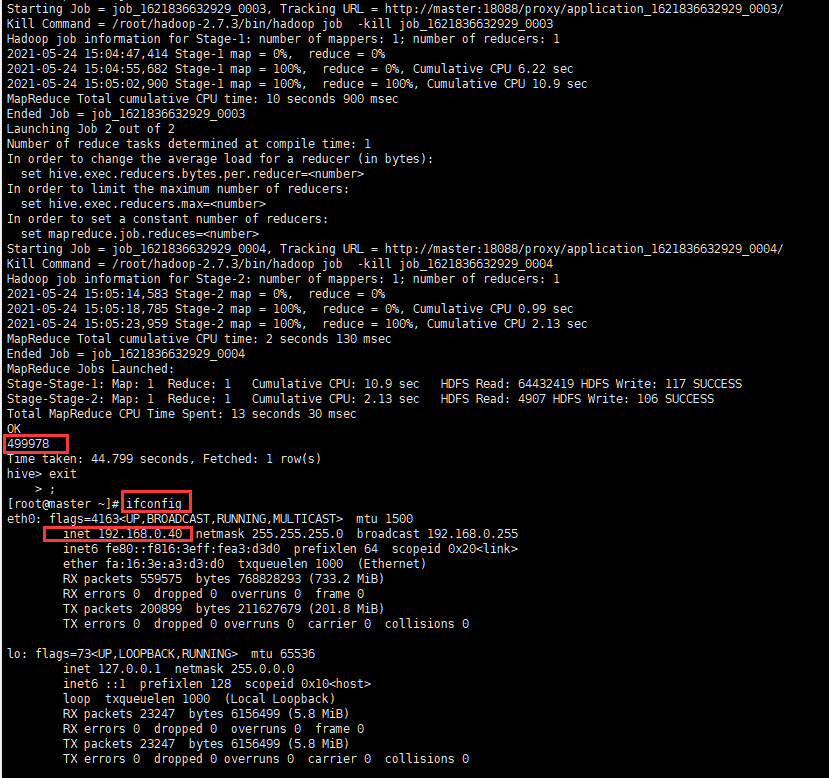 Starting Job = job_1621836632929_0003, Tracking URL = http://master:18088/proxy/application_1621836632929_0003/
Kill Command = /root/hadoop-2.7.3/bin/hadoop job  -kill job_1621836632929_0003
Hadoop job information for Stage-1: number of mappers: 1; number of reducers: 1
2021-05-24 15:04:47,414 Stage-1 map = 0%,  reduce = 0%
2021-05-24 15:04:55,682 Stage-1 map = 100%,  reduce = 0%, Cumulative CPU 6.22 sec
2021-05-24 15:05:02,900 Stage-1 map = 100%,  reduce = 100%, Cumulative CPU 10.9 sec
MapReduce Total cumulative CPU time: 10 seconds 900 msec
Ended Job = job_1621836632929_0003
Launching Job 2 out of 2
Number of reduce tasks determined at compile time: 1
In order to change the average load for a reducer (in bytes):
  set hive.exec.reducers.bytes.per.reducer=<number>
In order to limit the maximum number of reducers:
  set hive.exec.reducers.max=<number>
In order to set a constant number of reducers:
  set mapreduce.job.reduces=<number>
Starting Job = job_1621836632929_0004, Tracking URL = http://master:18088/proxy/application_1621836632929_0004/
Kill Command = /root/hadoop-2.7.3/bin/hadoop job  -kill job_1621836632929_0004
Hadoop job information for Stage-2: number of mappers: 1; number of reducers: 1
2021-05-24 15:05:14,583 Stage-2 map = 0%,  reduce = 0%
2021-05-24 15:05:18,785 Stage-2 map = 100%,  reduce = 0%, Cumulative CPU 0.99 sec
2021-05-24 15:05:23,959 Stage-2 map = 100%,  reduce = 100%, Cumulative CPU 2.13 sec
MapReduce Total cumulative CPU time: 2 seconds 130 msec
Ended Job = job_1621836632929_0004
MapReduce Jobs Launched:
Stage-Stage-1: Map: 1  Reduce: 1   Cumulative CPU: 10.9 sec   HDFS Read: 64432419 HDFS Write: 117 SUCCESS
Stage-Stage-2: Map: 1  Reduce: 1   Cumulative CPU: 2.13 sec   HDFS Read: 4907 HDFS Write: 106 SUCCESS
Total MapReduce CPU Time Spent: 13 seconds 30 msec
OK
499978
Time taken: 44.799 seconds, Fetched: 1 row(s)
hive> exit
    > ;
[root@master ~]# ifconfig
eth0: flags=4163<UP,BROADCAST,RUNNING,MULTICAST>  mtu 1500
        inet 192.168.0.40  netmask 255.255.255.0  broadcast 192.168.0.255
        inet6 fe80::f816:3eff:fea3:d3d0  prefixlen 64  scopeid 0x20<link>
        ether fa:16:3e:a3:d3:d0  txqueuelen 1000  (Ethernet)
        RX packets 559575  bytes 768828293 (733.2 MiB)
        RX errors 0  dropped 0  overruns 0  frame 0
        TX packets 200899  bytes 211627679 (201.8 MiB)
        TX errors 0  dropped 0 overruns 0  carrier 0  collisions 0

lo: flags=73<UP,LOOPBACK,RUNNING>  mtu 65536
        inet 127.0.0.1  netmask 255.0.0.0
        inet6 ::1  prefixlen 128  scopeid 0x10<host>
        loop  txqueuelen 1000  (Local Loopback)
        RX packets 23247  bytes 6156499 (5.8 MiB)
        RX errors 0  dropped 0  overruns 0  frame 0
        TX packets 23247  bytes 6156499 (5.8 MiB)
        TX errors 0  dropped 0 overruns 0  carrier 0  collisions 0